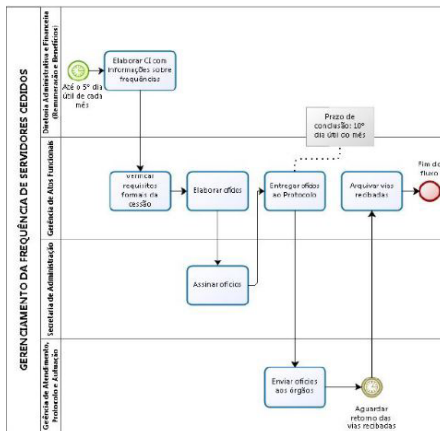 GERENCIAMENTO DA FREQUÊNCIA DE SERVIDORES CEDIDOS
Diretoria Administrativa e Financeira
(Remuneração e Benefícios)
Até o 5º dia
útil de cada
mês
Elaborar CI com
informações sobre
frequências
Gerência de Atos Funcionais
Verificar
requisitos
formais da
cessão
Elaborar ofícios
Entregar ofícios
ao Protocolo
Prazo de
conclusão: 10º
dia útil do mês
Arquivar vias
recibadas
Fim do
fluxo
Secretaria de Administração
Assinar ofícios
Gerência de Atendimento,
Protocolo e Autuação
Enviar ofícios
aos órgãos
Aguardar
retorno das
vias recibadas